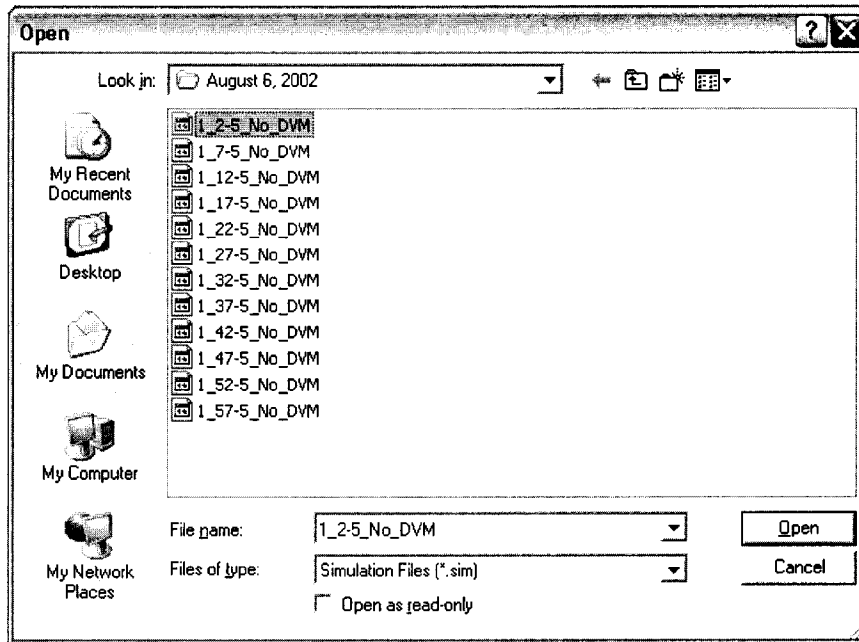 Open
Look in: August 6, 2002
My Recent
Documents
Desktop
My Documents
My Computer
My Network
Places
1_2-5_No_DVM
1_7-5_No_DVM
1_12-5_No_DVM
1_17-5_No_DVM
1_22-5_No_DVM
1_27-5_No_DVM
1_32-5_No_DVM
1_37-5_No_DVM
1_42-5_No_DVM
1_47-5_No_DVM
1_52-5_No_DVM
1_57-5_No_DVM
File name: 1_2-5_No_DVM Open
Files of type: Simulation Files (*.sim) Cancel
Open as read-only